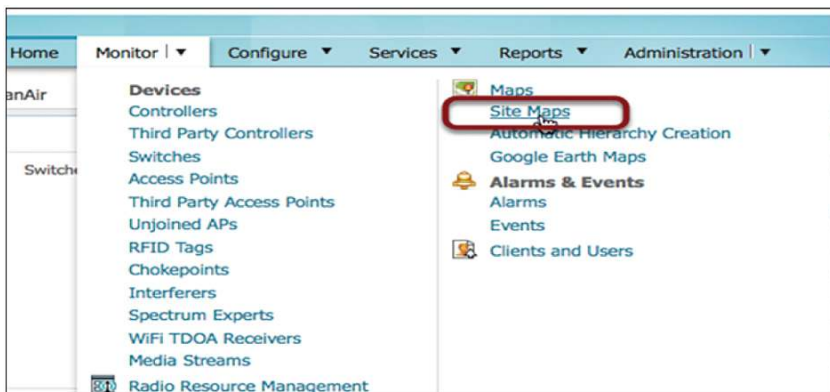 Home Monitor Configure Services Reports Administration
anAir
Switche
Devices
Controllers
Third Party Controllers
Switches
Access Points
Third Party Access Points
Unjoined APs
RFID Tags
Chokepoints
Interferers
Spectrum Experts
WiFi TDOA Receivers
Media Streams
Radio Resource Management
Maps
Site Maps
Automatic Hierarchy Creation
Google Earth Maps
Alarms & Events
Alarms
Events
Clients and Users